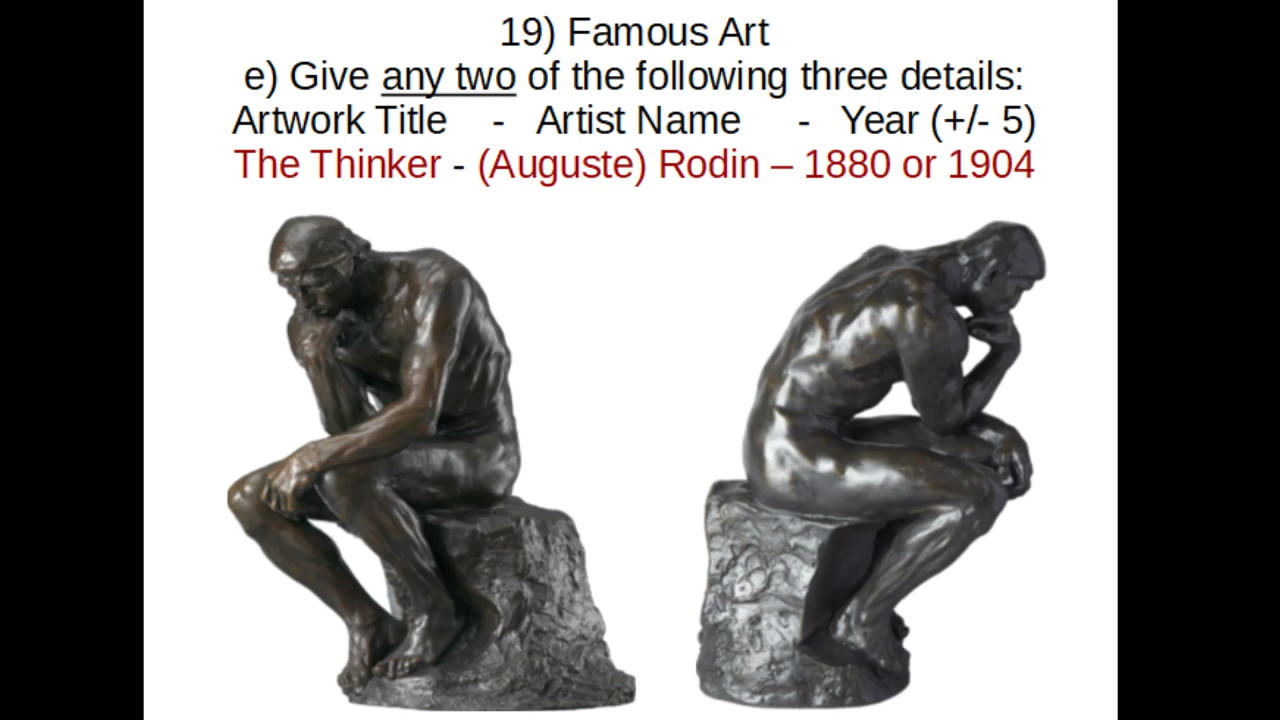 19) Famous Art
e) Give any two of the following three details:
Artwork Title - Artist Name - Year (+/- 5)
The Thinker - (Auguste) Rodin – 1880 or 1904